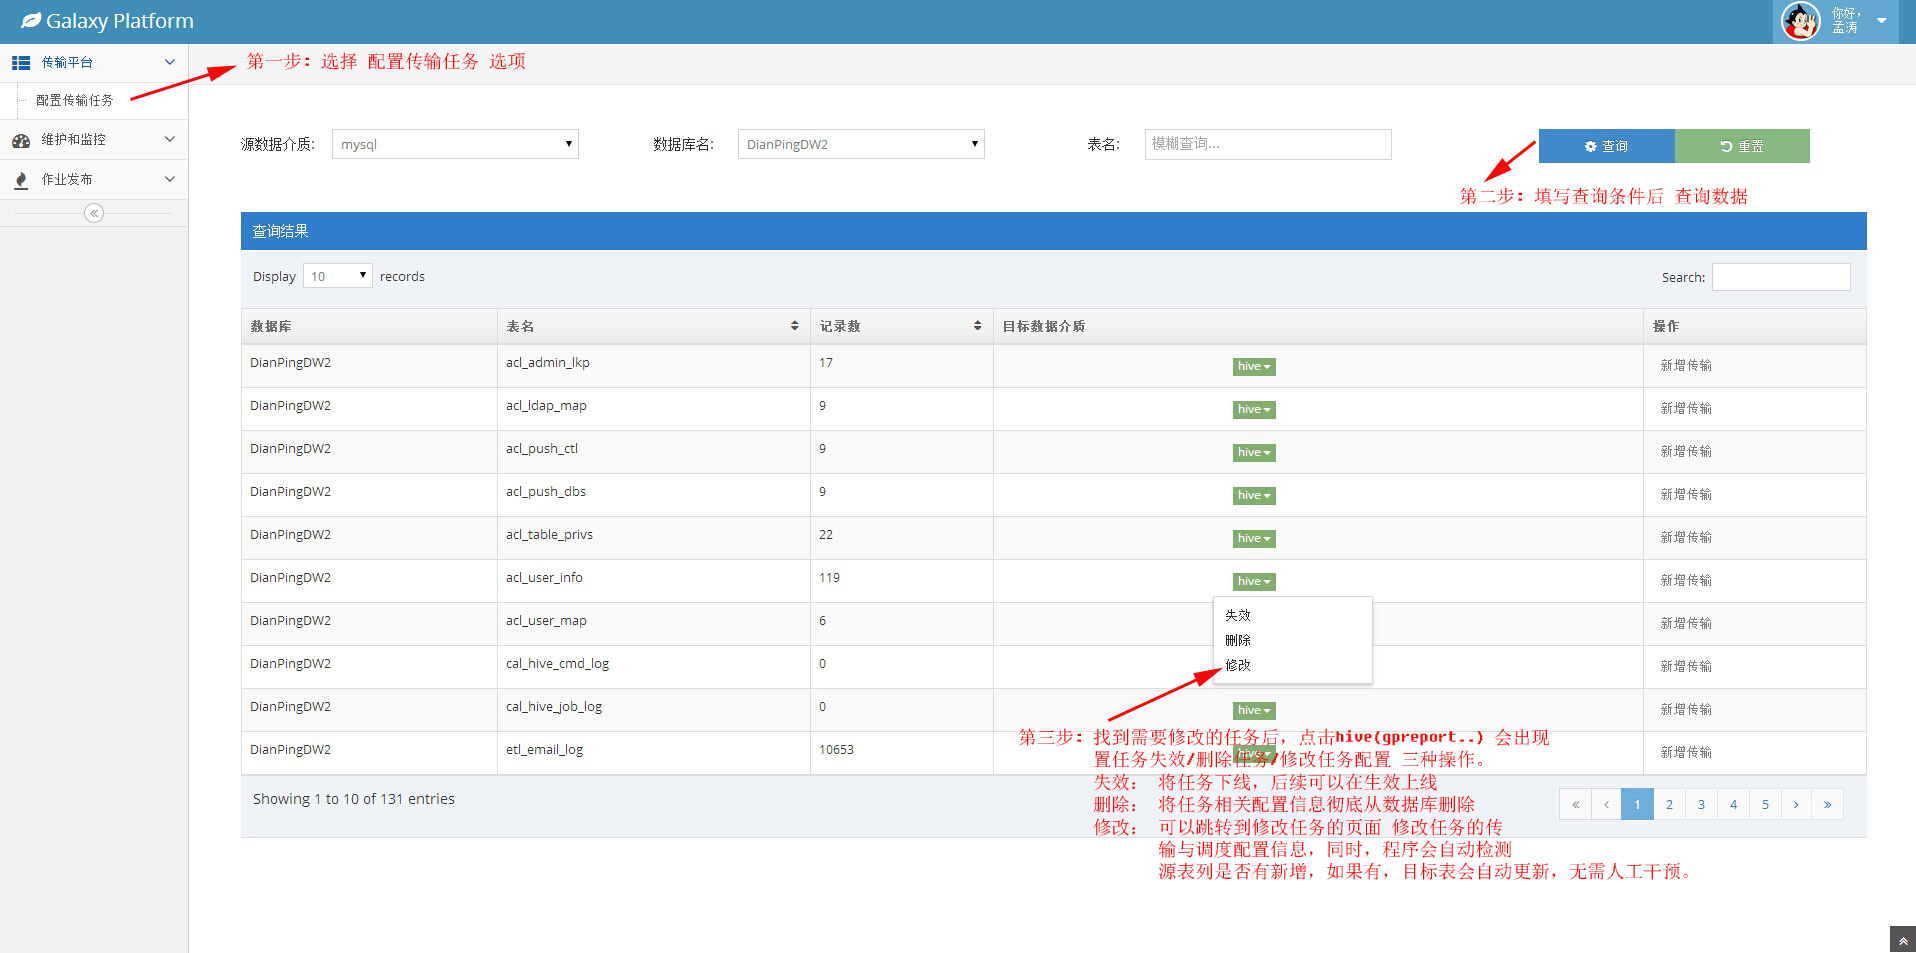 Galaxy Platform
你好，
孟涛
传输平台
第一步：选择 配置传输任务 选项
配置传输任务
维护和监控
作业发布
源数据介质:
mysql
数据库名:
DianPingDW2
表名:
模糊查询...
查询
重置
第二步：填写查询条件后 查询数据
查询结果
Display 10 records
Search:
数据库 表名 记录数 目标数据介质 操作
DianPingDW2 acl_admin_lkp 17 hive 新增传输
DianPingDW2 acl_ldap_map 9 hive 新增传输
DianPingDW2 acl_push_ctl 9 hive 新增传输
DianPingDW2 acl_push_dbs 9 hive 新增传输
DianPingDW2 acl_table_privs 22 hive 新增传输
DianPingDW2 acl_user_info 119 hive 新增传输
失效
删除
修改
DianPingDW2 acl_user_map 6 新增传输
DianPingDW2 cal_hive_cmd_log 0 新增传输
DianPingDW2 cal_hive_job_log 0 hive 新增传输
DianPingDW2 etl_email_log 10653 hive 新增传输
第三步：找到需要修改的任务后，点击hive(gpreport..) 会出现
置任务失效/删除任务/修改任务配置 三种操作。
失效： 将任务下线，后续可以在生效上线
删除： 将任务相关配置信息彻底从数据库删除
修改： 可以跳转到修改任务的页面 修改任务的传
输与调度配置信息，同时，程序会自动检测
源表列是否有新增，如果有，目标表会自动更新，无需人工干预。
Showing 1 to 10 of 131 entries
« ‹ 1 2 3 4 5 › »